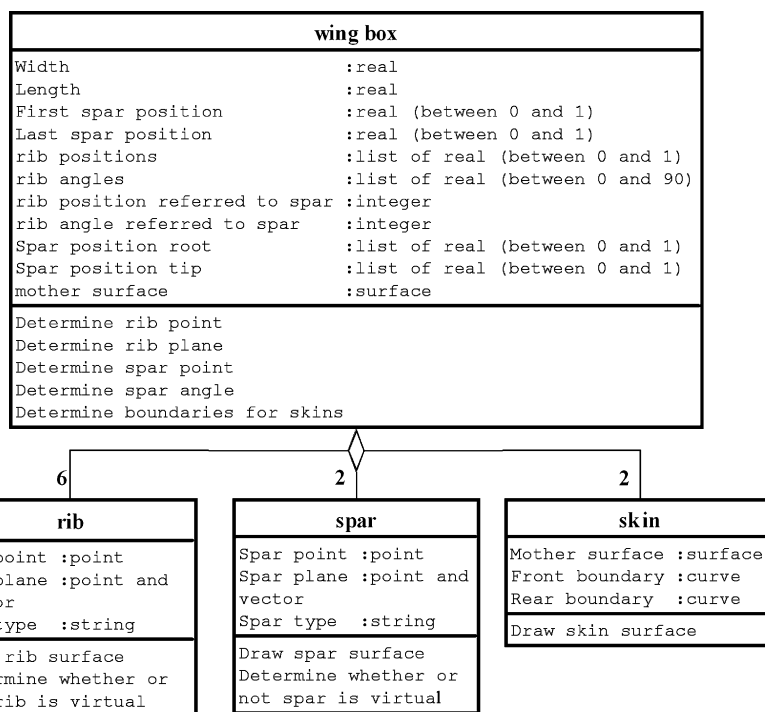 wing box
Width :real
Length :real
First spar position :real (between 0 and 1)
Last spar position :real (between 0 and 1)
rib positions :list of real (between 0 and 1)
rib angles :list of real (between 0 and 90)
rib position referred to spar :integer
rib angle referred to spar :integer
Spar position root :list of real (between 0 and 1)
Spar position tip :list of real (between 0 and 1)
mother surface :surface
Determine rib point
Determine rib plane
Determine spar point
Determine spar angle
Determine boundaries for skins
6
2
2
rib
point :point
plane :point and
or
type :string
rib surface
rmine whether or
rib is virtual
spar
Spar point :point
Spar plane :point and
vector
Spar type :string
Draw spar surface
Determine whether or
not spar is virtual
skin
Mother surface :surface
Front boundary :curve
Rear boundary :curve
Draw skin surface